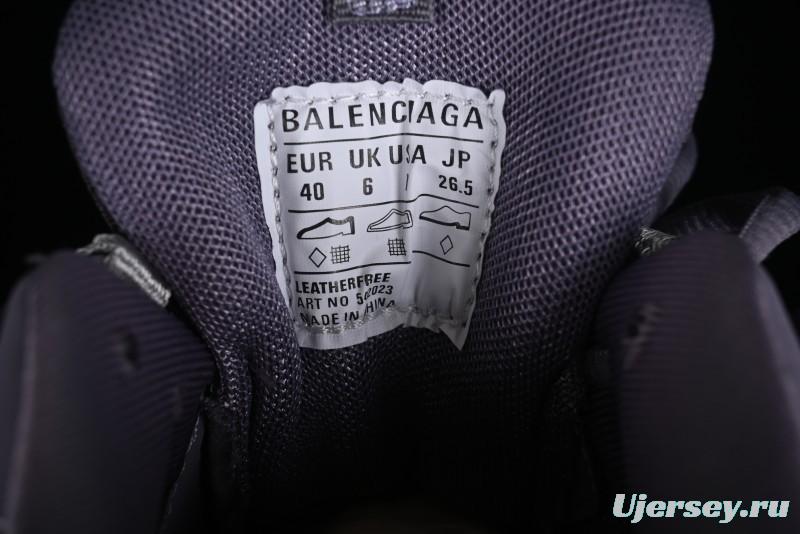 BALENCIAGA
EUR UK USA JP
40 6 26.5
LEATHERFREE
ART NO
MADE IN CHINA
Ujersey.ru